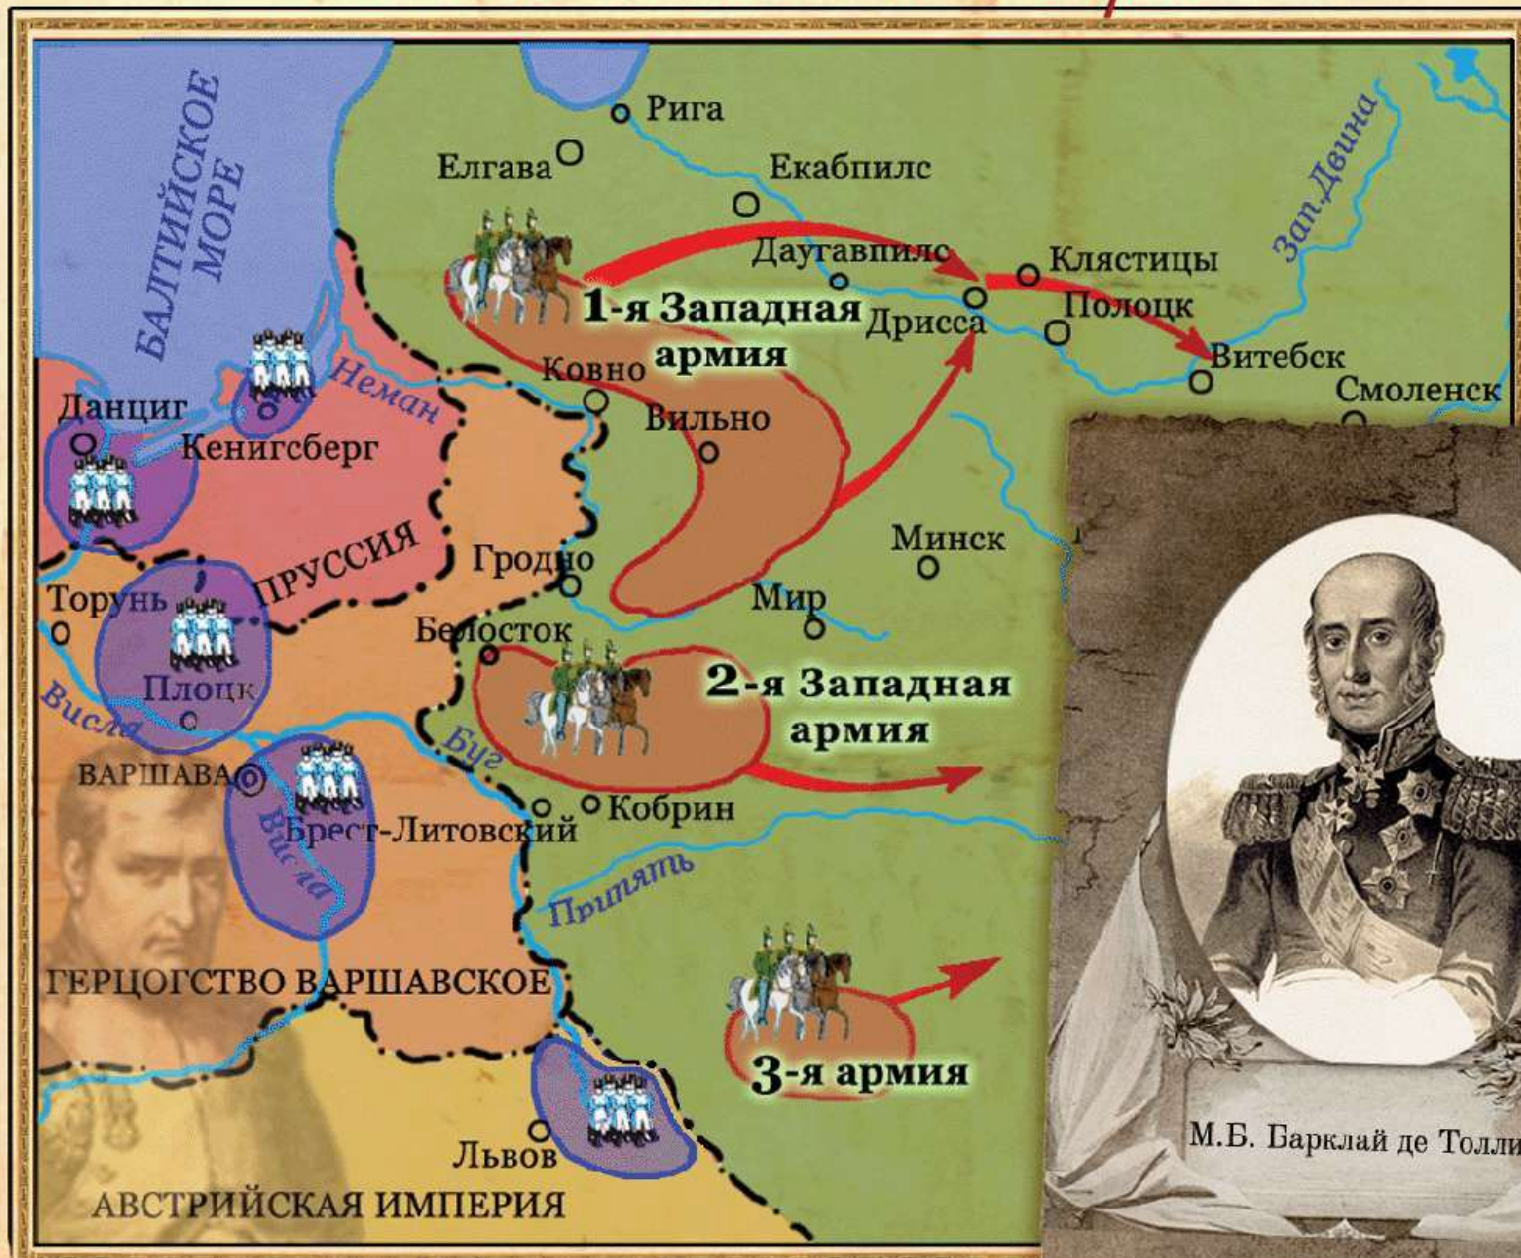 БАЛТИЙСКОЕ
МОРЕ
Рига
Елгава
Екабпилс
Зап.Двина
Даугавпилс
Клястицы
1-я Западная
армия
Дрисса
Полоцк
Витебск
Смоленск
Ковно
Неман
Данциг
Кенигсберг
Вильно
ПРУССИЯ
Гродно
Минск
Торунь
Мир
Белосток
Плоцк
Висла
2-я Западная
армия
Буг
ВАРШАВА
Висла
Брест-Литовский
Кобрин
Припять
ГЕРЦОГСТВО ВАРШАВСКОЕ
3-я армия
Львов
АВСТРИЙСКАЯ ИМПЕРИЯ
М.Б. Барклай де Толли